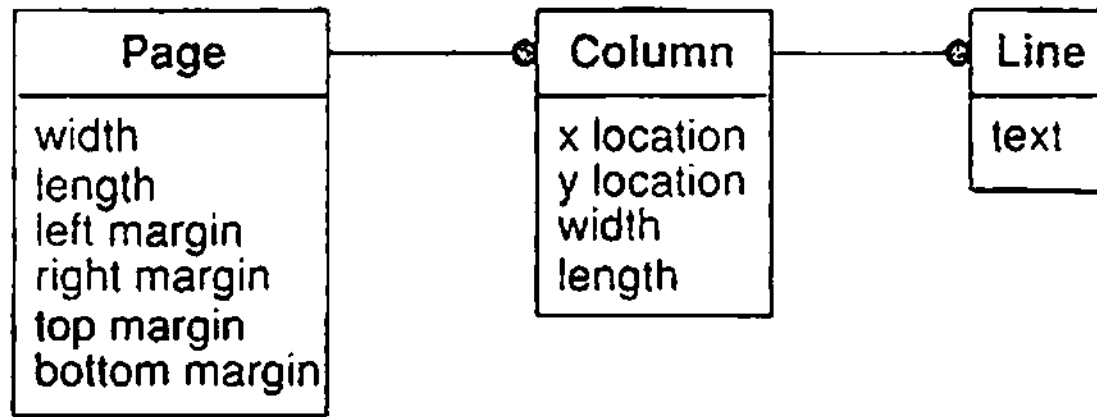 Page
width
length
left margin
right margin
top margin
bottom margin
Column
x location
y location
width
length
Line
text